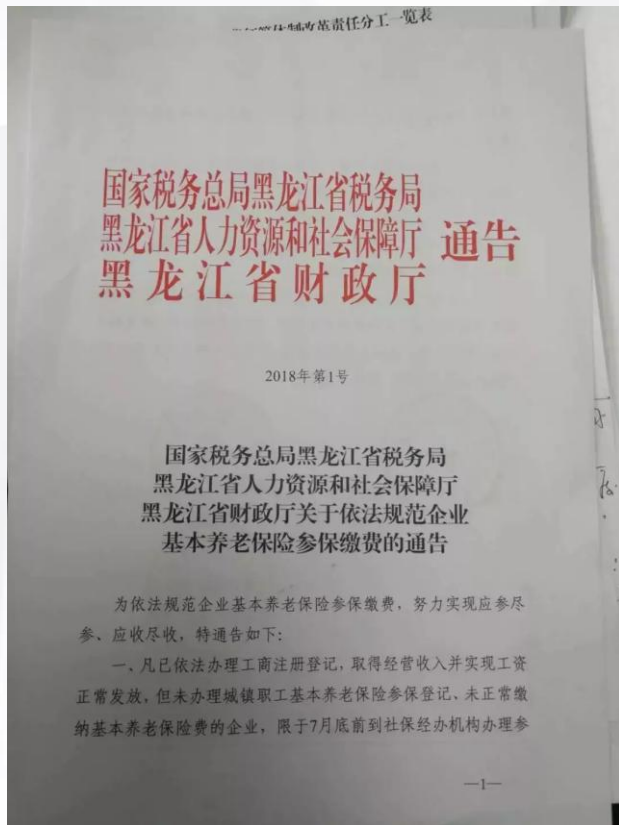 体制改革责任分工一览表
国家税务总局黑龙江省税务局
黑龙江省人力资源和社会保障厅 通告
黑龙江省财政厅
2018年第1号
国家税务总局黑龙江省税务局
黑龙江省人力资源和社会保障厅
黑龙江省财政厅关于依法规范企业
基本养老保险参保缴费的通告
为依法规范企业基本养老保险参保缴费，努力实现应参尽
参、应收尽收，特通告如下：
一、凡已依法办理工商注册登记，取得经营收入并实现工资
正常发放，但未办理城镇职工基本养老保险参保登记、未正常缴
纳基本养老保险费的企业，限于7月底前到社保经办机构办理参
—1—